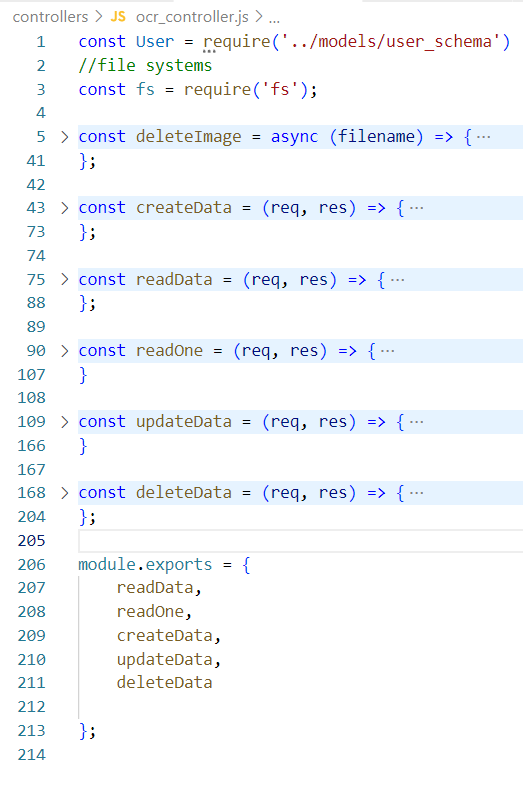 controllers > JS ocr_controller.js > ...
1 const User = require('../models/user_schema')
2 //file systems
3 const fs = require('fs');
4
5 > const deleteImage = async (filename) => { ...
41 };
42
43 > const createData = (req, res) => { ...
73 };
74
75 > const readData = (req, res) => { ...
88 };
89
90 > const readOne = (req, res) => { ...
107 }
108
109 > const updateData = (req, res) => { ...
166 }
167
168 > const deleteData = (req, res) => { ...
204 };
205
206 module.exports = {
207     readData,
208     readOne,
209     createData,
210     updateData,
211     deleteData
212
213 };
214